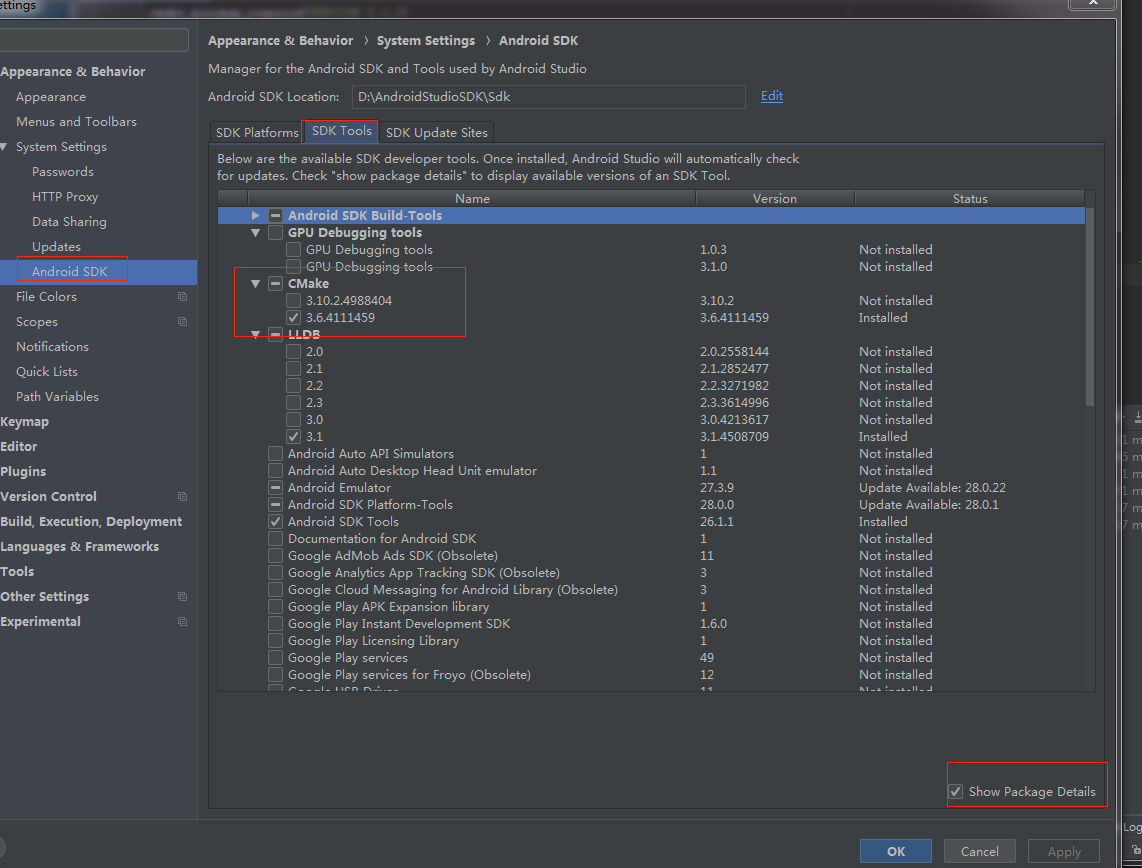 ettings
Appearance & Behavior
Appearance
Menus and Toolbars
System Settings
Passwords
HTTP Proxy
Data Sharing
Updates
Android SDK
File Colors
Scopes
Notifications
Quick Lists
Path Variables
Keymap
Editor
Plugins
Version Control
Build, Execution, Deployment
Languages & Frameworks
Tools
Other Settings
Experimental
Appearance & Behavior › System Settings › Android SDK
Manager for the Android SDK and Tools used by Android Studio
Android SDK Location: D:\AndroidStudioSDK\Sdk Edit
SDK Platforms SDK Tools SDK Update Sites
Below are the available SDK developer tools. Once installed, Android Studio will automatically check
for updates. Check "show package details" to display available versions of an SDK Tool.
Name Version Status
Android SDK Build-Tools
GPU Debugging tools
GPU Debugging tools 1.0.3 Not installed
GPU Debugging tools 3.1.0 Not installed
CMake
3.10.2.4988404 3.10.2 Not installed
3.6.4111459 3.6.4111459 Installed
LLDB
2.0 2.0.2558144 Not installed
2.1 2.1.2852477 Not installed
2.2 2.2.3271982 Not installed
2.3 2.3.3614996 Not installed
3.0 3.0.4213617 Not installed
3.1 3.1.4508709 Installed
Android Auto API Simulators 1 Not installed
Android Auto Desktop Head Unit emulator 1.1 Not installed
Android Emulator 27.3.9 Update Available: 28.0.22
Android SDK Platform-Tools 28.0.0 Update Available: 28.0.1
Android SDK Tools 26.1.1 Installed
Documentation for Android SDK 1 Not installed
Google AdMob Ads SDK (Obsolete) 11 Not installed
Google Analytics App Tracking SDK (Obsolete) 3 Not installed
Google Cloud Messaging for Android Library (Obsolete) 3 Not installed
Google Play APK Expansion library 1 Not installed
Google Play Instant Development SDK 1.6.0 Not installed
Google Play Licensing Library 1 Not installed
Google Play services 49 Not installed
Google Play services for Froyo (Obsolete) 12 Not installed
Google USB Driver 11 Not installed
Show Package Details
OK Cancel Apply
Log